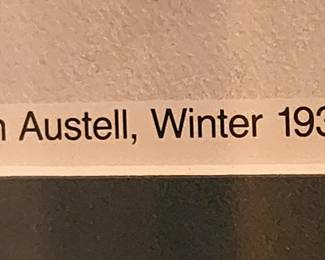 n Austell, Winter 193